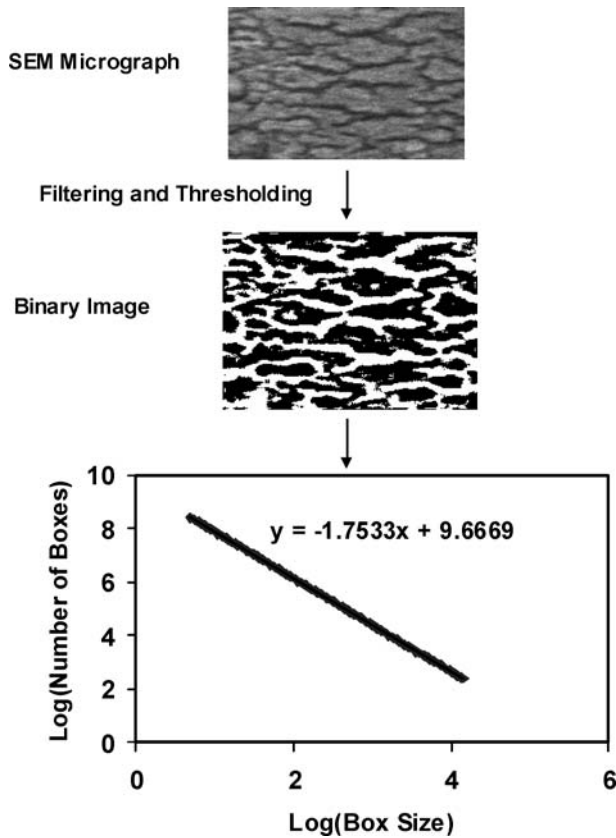 SEM Micrograph
Filtering and Thresholding
Binary Image
10
8
6
4
2
0
Log(Number of Boxes)
y = -1.7533x + 9.6669
0 2 4 6
Log(Box Size)